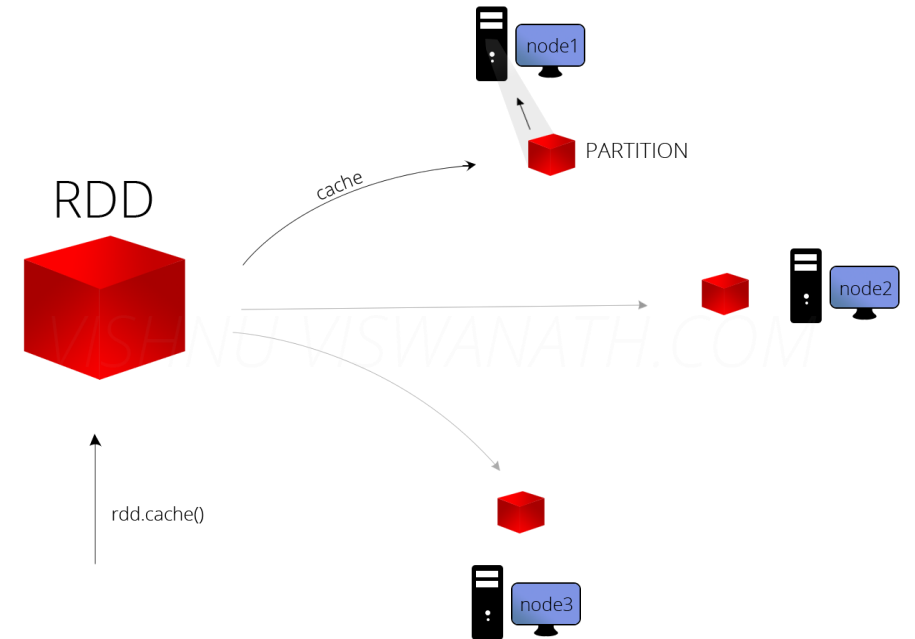 node1
PARTITION
cache
RDD
node2
VISHNU VISWANATH.COM
rdd.cache()
node3